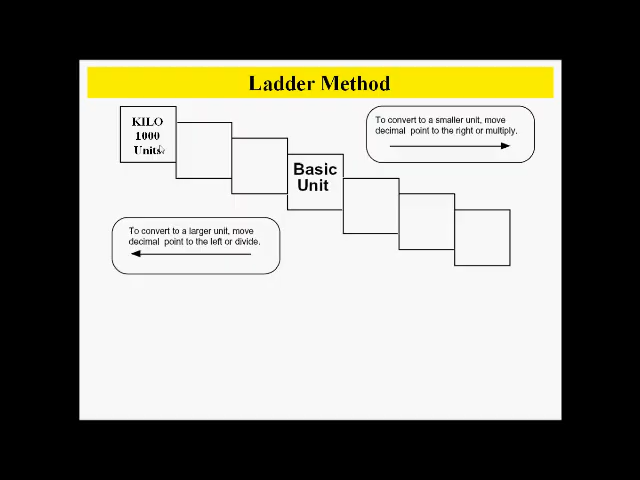 Ladder Method
KILO
1000
Units
Basic
Unit
To convert to a smaller unit, move
decimal point to the right or multiply.
To convert to a larger unit, move
decimal point to the left or divide.